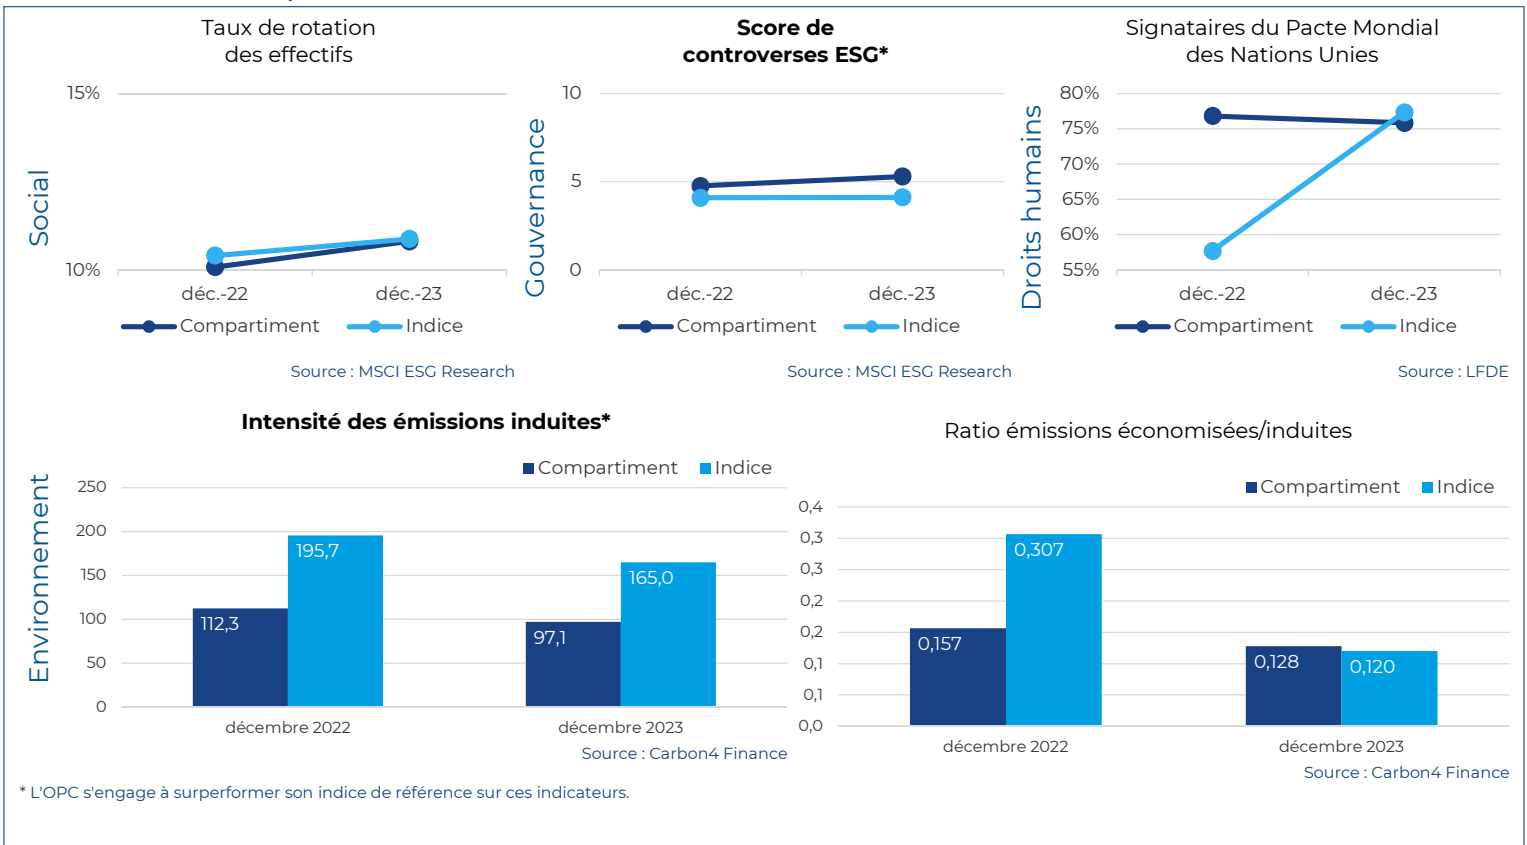 Taux de rotation
des effectifs
15%
10%
Social
déc.-22
déc.-23
Compartiment
Indice
Source : MSCI ESG Research
Score de
controverses ESG*
10
5
0
Gouvernance
déc.-22
déc.-23
Compartiment
Indice
Source : MSCI ESG Research
Signataires du Pacte Mondial
des Nations Unies
80%
75%
70%
65%
60%
55%
Droits humains
déc.-22
déc.-23
Compartiment
Indice
Source : LFDE
Intensité des émissions induites*
Compartiment
Indice
Environnement
250
200
150
100
50
0
112,3
195,7
97,1
165,0
décembre 2022
décembre 2023
Source : Carbon4 Finance
Ratio émissions économisées/induites
Compartiment
Indice
0,4
0,3
0,3
0,2
0,2
0,1
0,1
0,0
0,157
0,307
0,128
0,120
décembre 2022
décembre 2023
Source : Carbon4 Finance
* L'OPC s'engage à surperformer son indice de référence sur ces indicateurs.